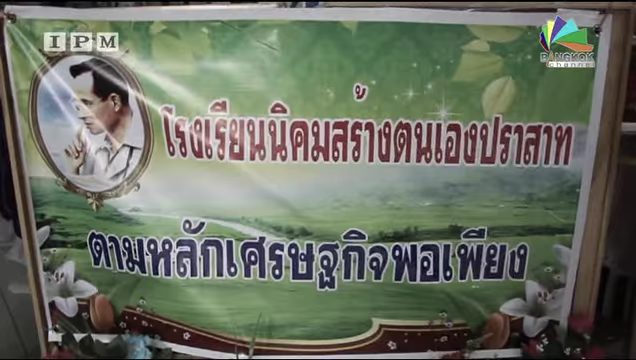 IPM
BANGKOK
channel
โรงเรียนนิคมสร้างตนเองปราสาท
ตามหลักเศรษฐกิจพอเพียง